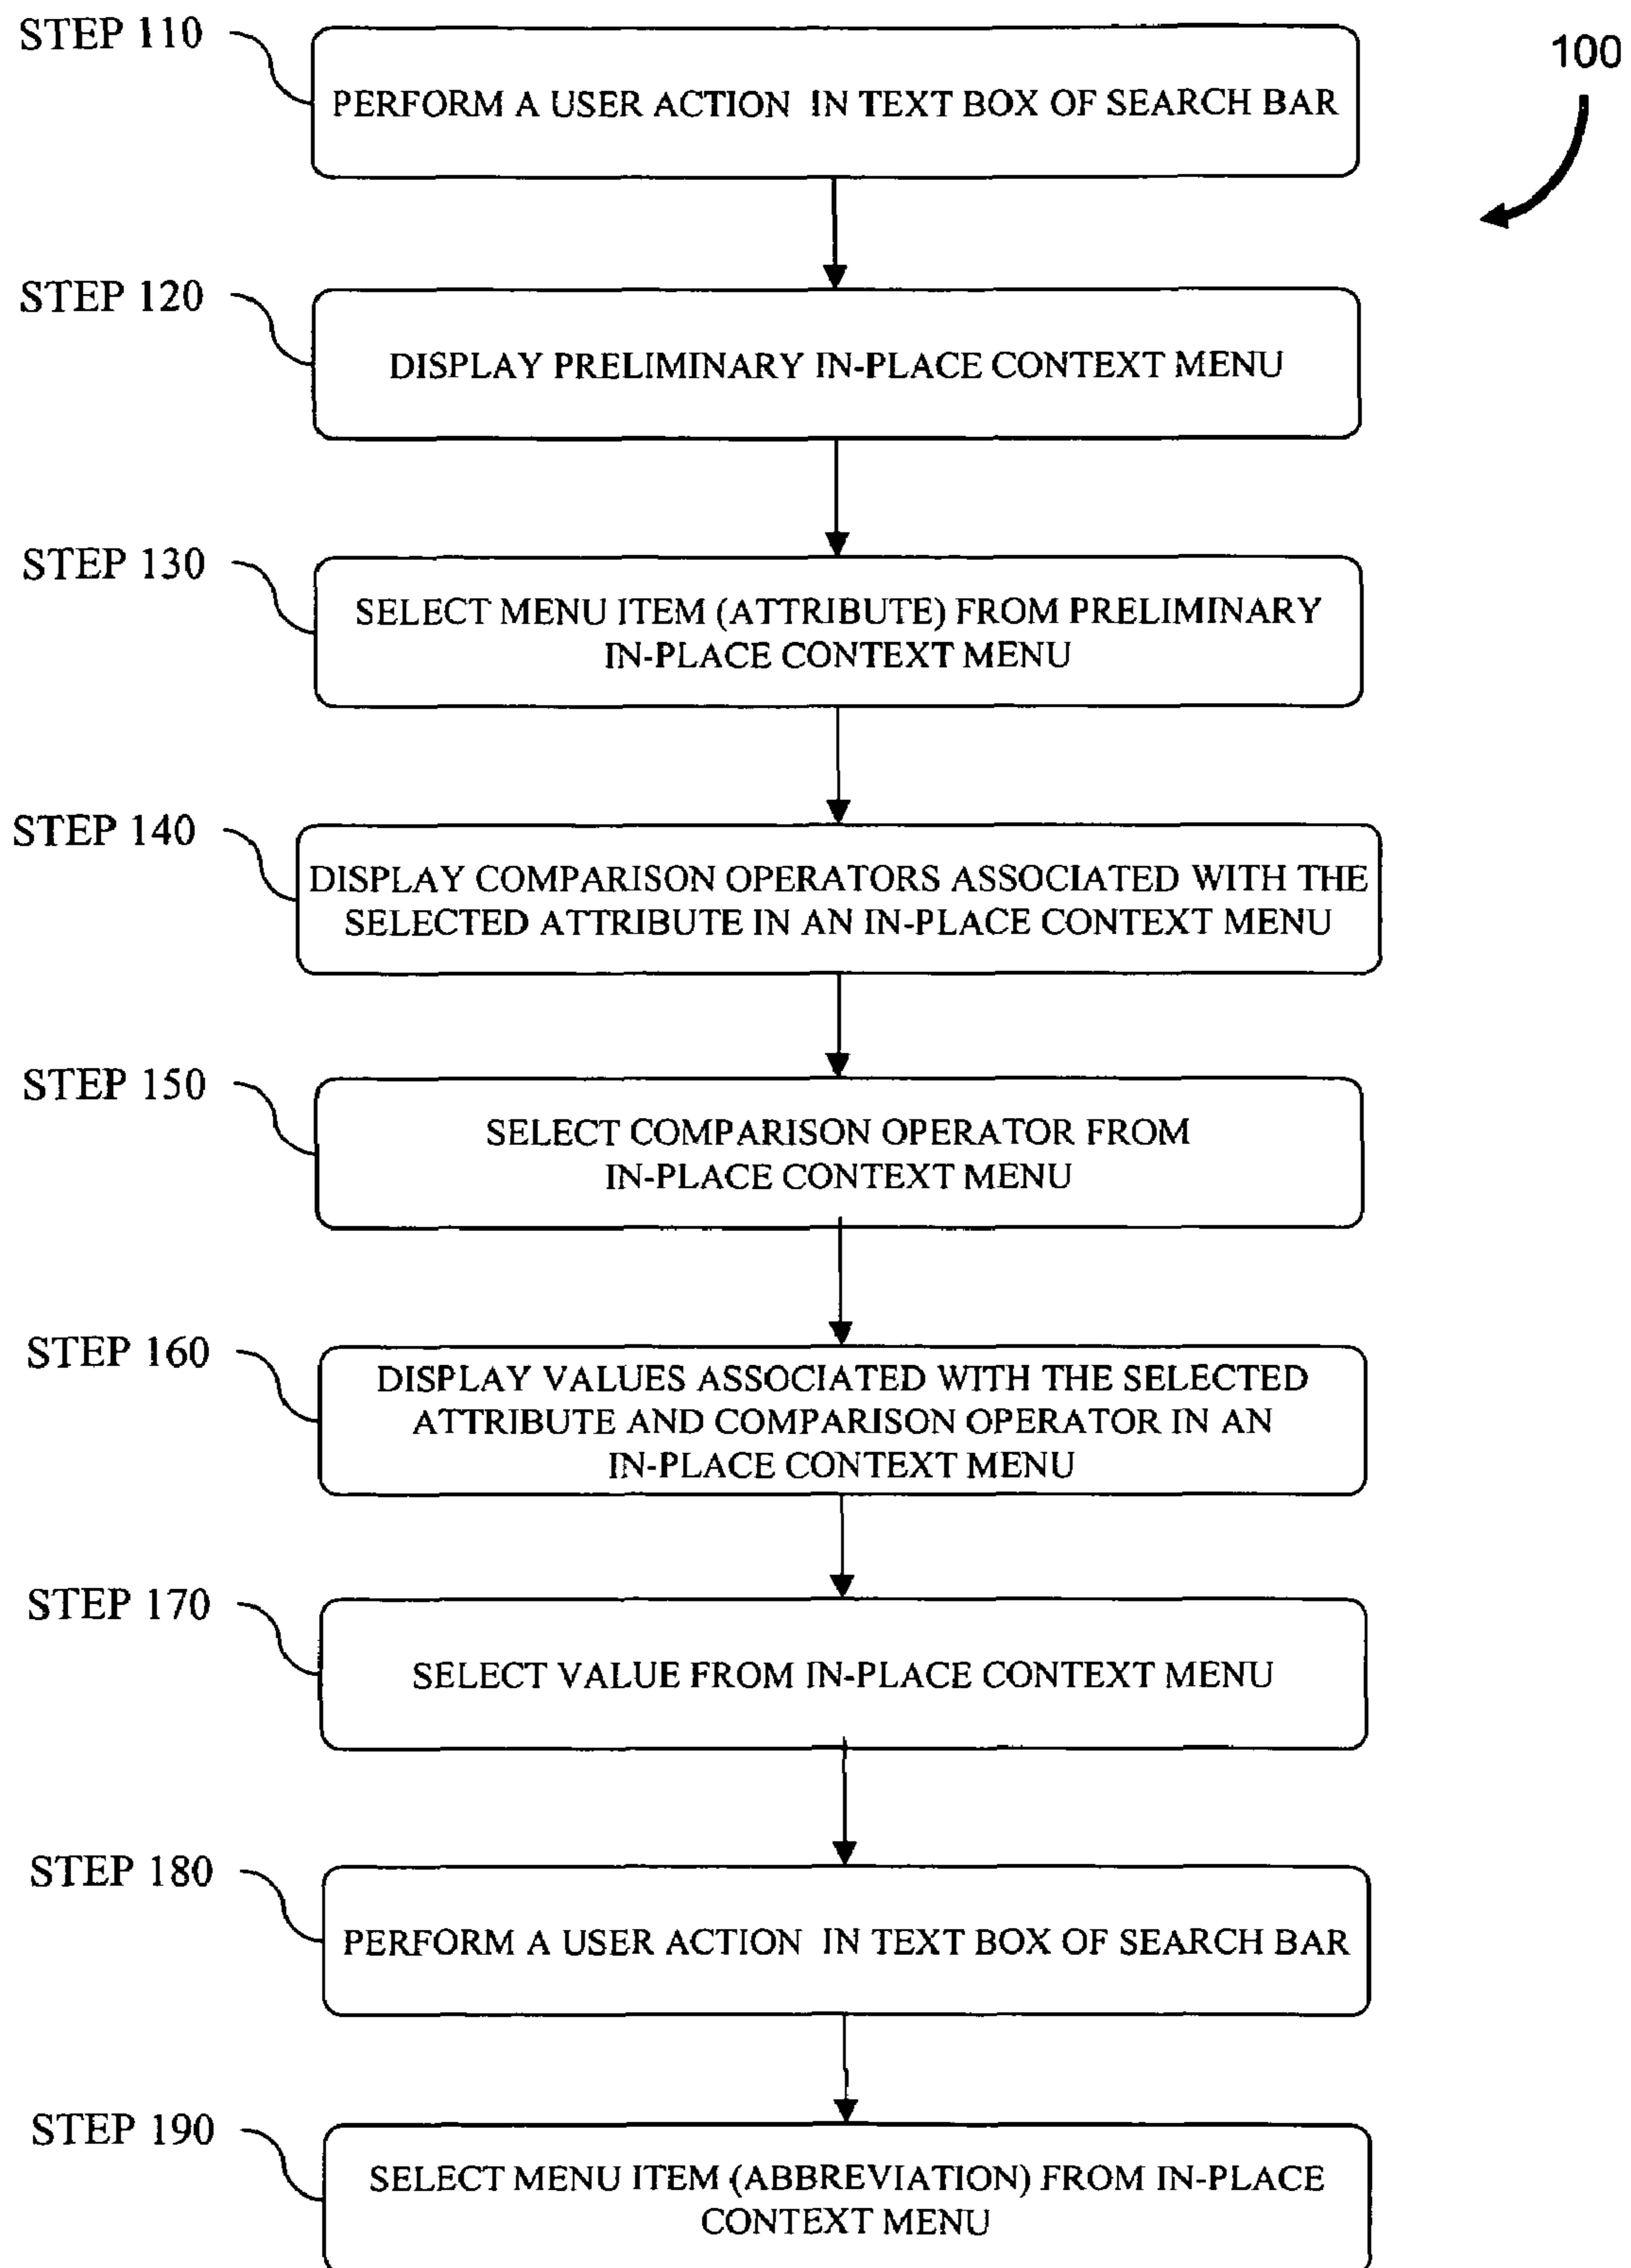 STEP 110
PERFORM A USER ACTION IN TEXT BOX OF SEARCH BAR
100
STEP 120
DISPLAY PRELIMINARY IN-PLACE CONTEXT MENU
STEP 130
SELECT MENU ITEM (ATTRIBUTE) FROM PRELIMINARY
IN-PLACE CONTEXT MENU
STEP 140
DISPLAY COMPARISON OPERATORS ASSOCIATED WITH THE
SELECTED ATTRIBUTE IN AN IN-PLACE CONTEXT MENU
STEP 150
SELECT COMPARISON OPERATOR FROM
IN-PLACE CONTEXT MENU
STEP 160
DISPLAY VALUES ASSOCIATED WITH THE SELECTED
ATTRIBUTE AND COMPARISON OPERATOR IN AN
IN-PLACE CONTEXT MENU
STEP 170
SELECT VALUE FROM IN-PLACE CONTEXT MENU
STEP 180
PERFORM A USER ACTION IN TEXT BOX OF SEARCH BAR
STEP 190
SELECT MENU ITEM (ABBREVIATION) FROM IN-PLACE
CONTEXT MENU